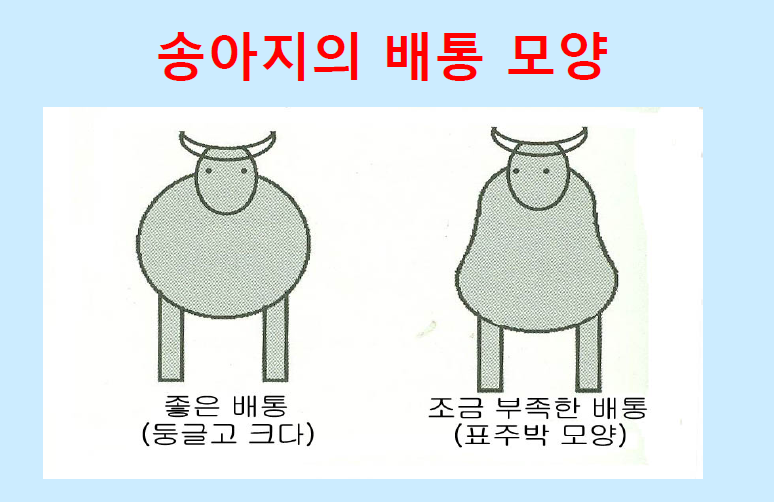 송아지의 배통 모양
좋은 배통
(둥글고 크다)
조금 부족한 배통
(표주박 모양)